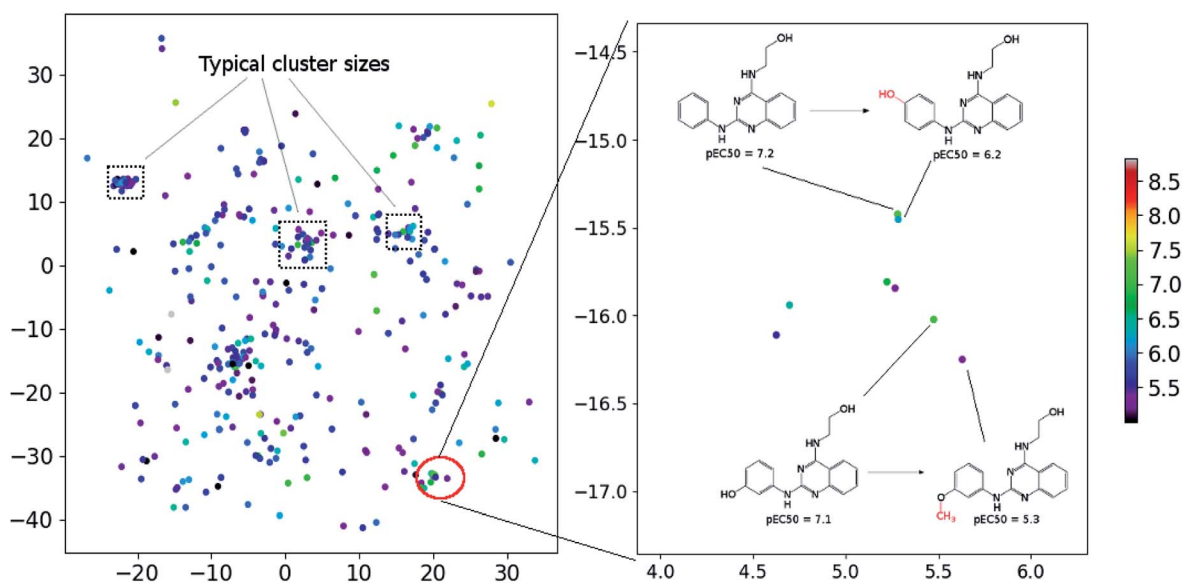 Typical cluster sizes
30
20
10
0
−10
−20
−30
−40
−20
−10
0
10
20
30
−14.5
−15.0
−15.5
−16.0
−16.5
−17.0
4.0
4.5
5.0
5.5
6.0
OH
HN
N
N
N
H
pEC50 = 7.2
OH
HN
HO
N
N
N
H
pEC50 = 6.2
OH
HN
N
N
NH
HO
pEC50 = 7.1
OH
HN
N
N
NH
O
CH₃
pEC50 = 5.3
8.5
8.0
7.5
7.0
6.5
6.0
5.5